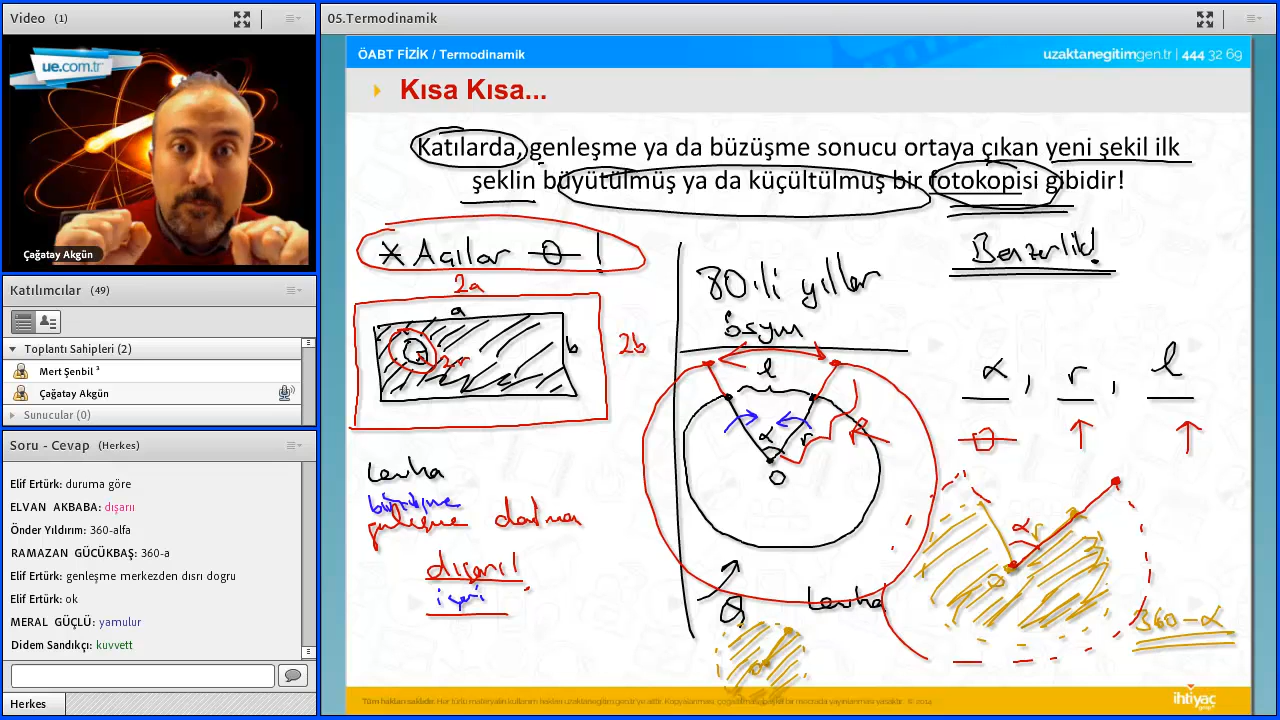 Video (1)
ue.com.tr
Çağatay Akgün
Katılımcılar (49)
Toplantı Sahipleri (2)
Mert Şenbil
Çağatay Akgün
Sunucular (0)
Soru - Cevap (Herkes)
Elif Ertürk: duruma göre
ELVAN AKBABA: dışarıı
Önder Yıldırım: 360-alfa
RAMAZAN GÜCÜKBAŞ: 360-a
Elif Ertürk: genleşme merkezden dısrı dogru
Elif Ertürk: ok
MERAL GÜÇLÜ: yamulur
Didem Sandıkçı: kuvvett
Herkes
05.Termodinamik
ÖABT FİZİK / Termodinamik
uzaktanegitimgen.tr | 444 32 69
Kısa Kısa...
Katılarda, genleşme ya da büzüşme sonucu ortaya çıkan yeni şekil ilk
şeklin büyütülmüş ya da küçültülmüş bir fotokopisi gibidir!
* Açılar !
Benzerlik!
2a
a
b
2b
2r
80'li yıllar
ösym
l
α
r
O
α, r, l
Levha
büzüşme
genleşme daima
dışarı!
içeri
Q
Levha
α
r
360-α
ihtiyaç